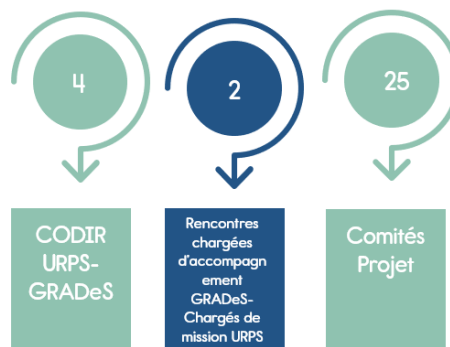 4
2
25
CODIR
URPS-
GRADeS
Rencontres
chargées
d'accompagn
ement
GRADeS-
Chargés de
mission URPS
Comités
Projet